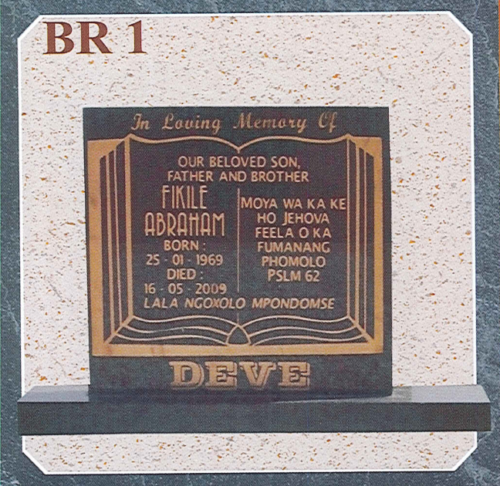 BR 1
In Loving Memory Of
OUR BELOVED SON,
FATHER AND BROTHER
FIKILE
ABRAHAM
BORN :
25 - 01 - 1969
DIED :
16 - 05 - 2009
MOYA WA KA KE
HO JEHOVA
FEELA O KA
FUMANANG
PHOMOLO
PSLM 62
LALA NGOXOLO MPONDOMSE
DEVE